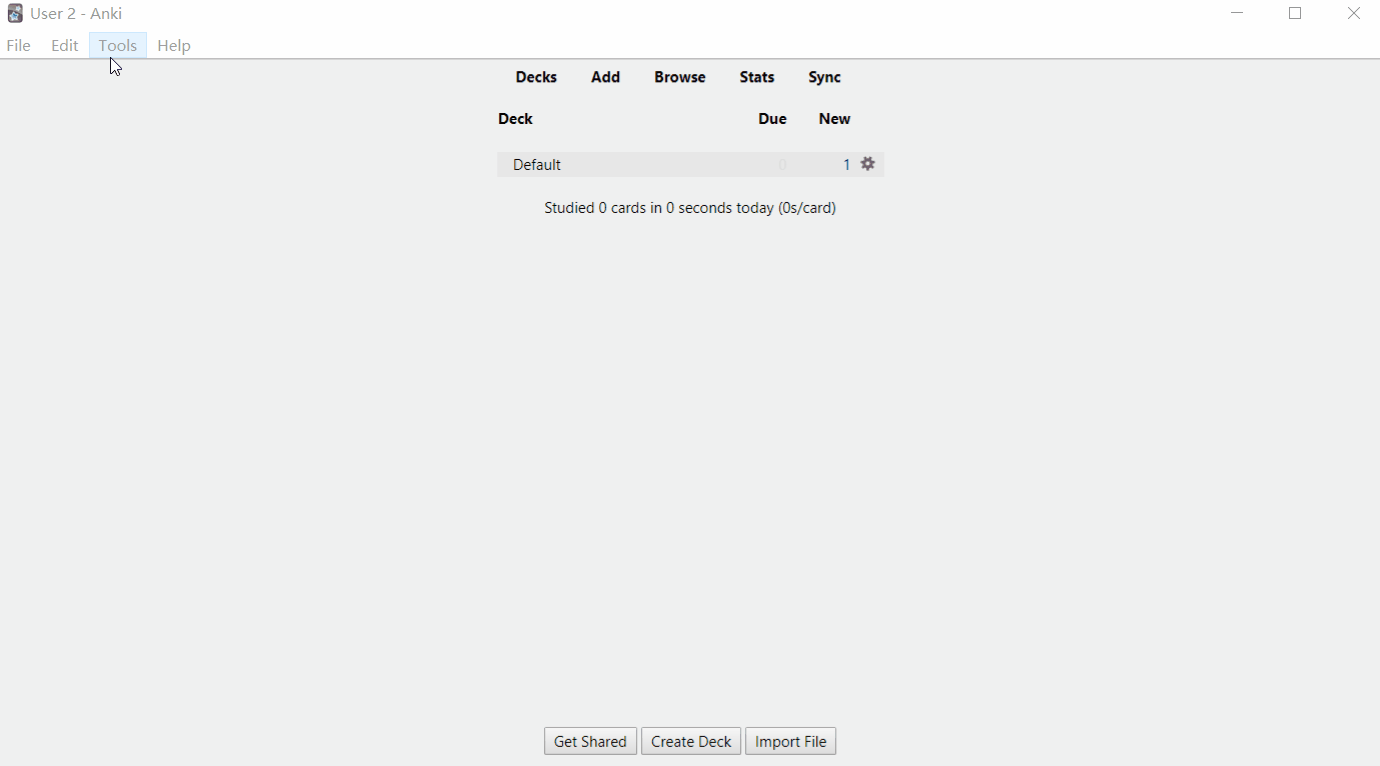 User 2 - Anki
File Edit Tools Help
Decks Add Browse Stats Sync
Deck Due New
Default 0 1
Studied 0 cards in 0 seconds today (0s/card)
Get Shared Create Deck Import File